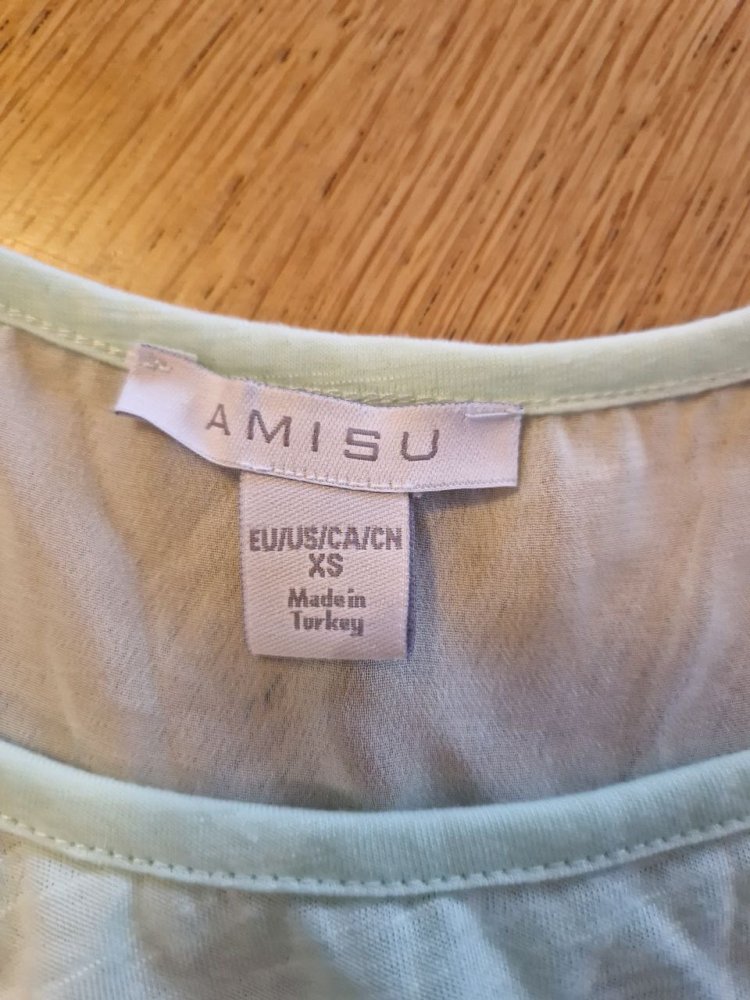 AMISU
EU/US/CA/CN
XS
Made in
Turkey